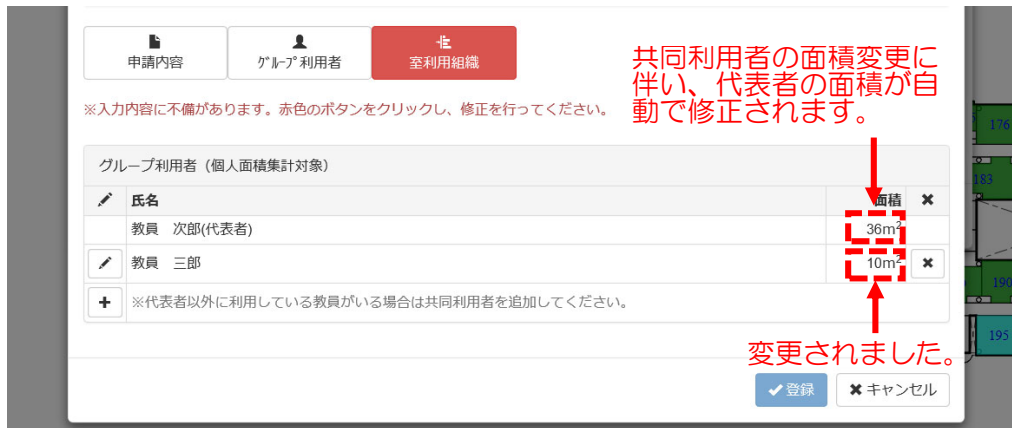 申請内容
ｸﾞﾙｰﾌﾟ利用者
室利用組織
共同利用者の面積変更に
伴い、代表者の面積が自
動で修正されます。
※入力内容に不備があります。赤色のボタンをクリックし、修正を行ってください。
176
グループ利用者（個人面積集計対象）
183
氏名 面積
教員　次郎(代表者) 36m²
教員　三郎 10m²
190
※代表者以外に利用している教員がいる場合は共同利用者を追加してください。
195
変更されました。
登録 キャンセル